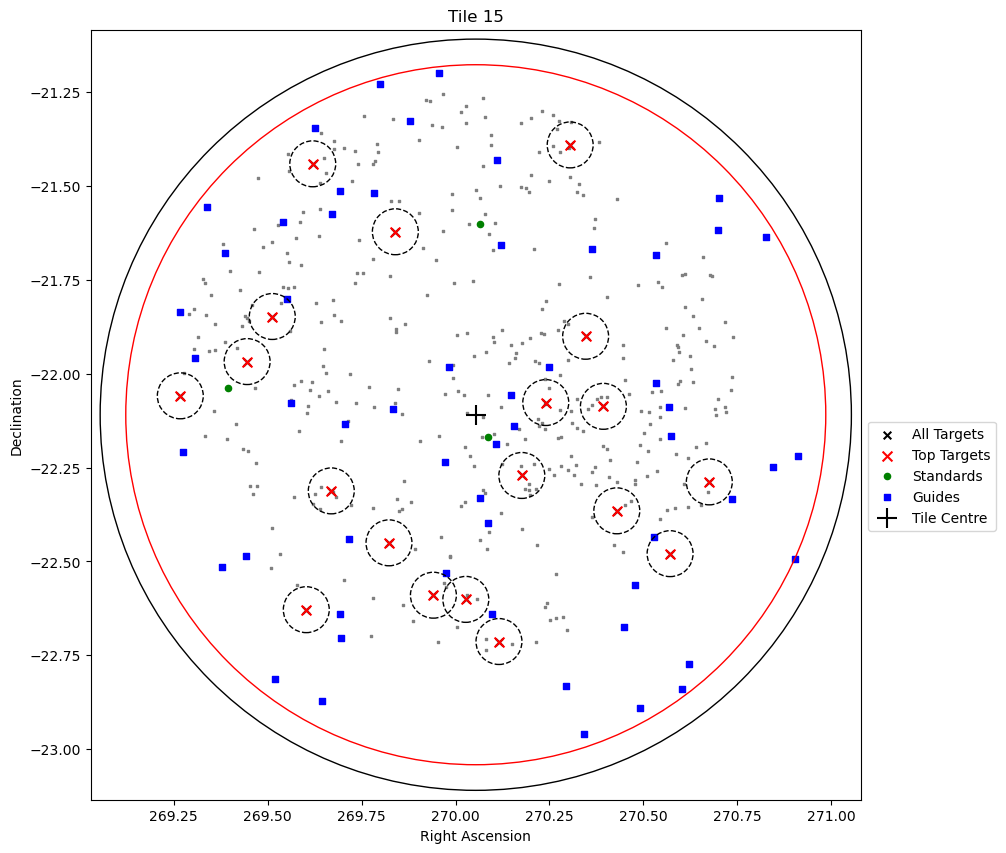 Tile 15
−21.25
−21.50
−21.75
−22.00
−22.25
−22.50
−22.75
−23.00
Declination
269.25
269.50
269.75
270.00
270.25
270.50
270.75
271.00
Right Ascension
All Targets
Top Targets
Standards
Guides
Tile Centre